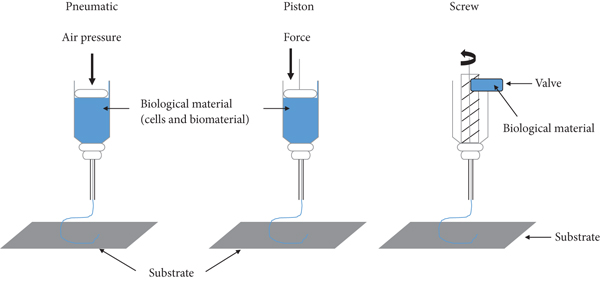 Pneumatic
Air pressure
Piston
Force
Screw
Biological material
(cells and biomaterial)
Valve
Biological material
Substrate
Substrate